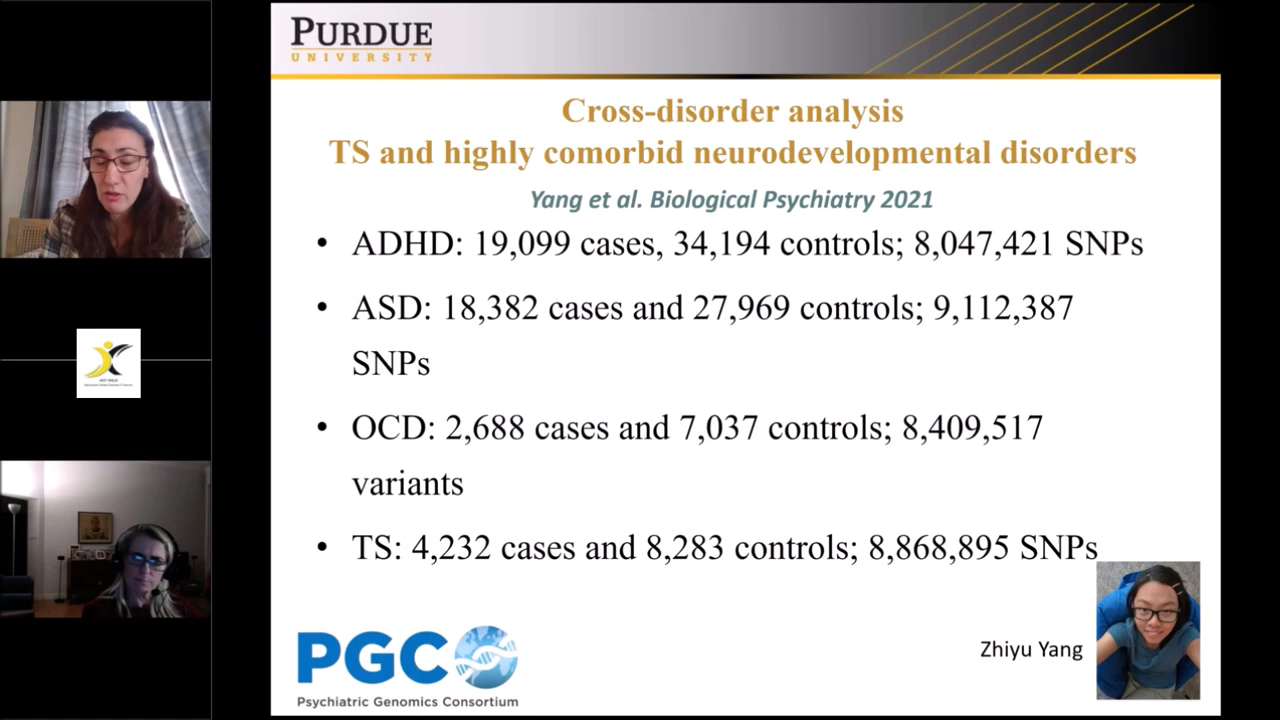 PURDUE
UNIVERSITY
Cross-disorder analysis
TS and highly comorbid neurodevelopmental disorders
Yang et al. Biological Psychiatry 2021
• ADHD: 19,099 cases, 34,194 controls; 8,047,421 SNPs
• ASD: 18,382 cases and 27,969 controls; 9,112,387
SNPs
• OCD: 2,688 cases and 7,037 controls; 8,409,517
variants
• TS: 4,232 cases and 8,283 controls; 8,868,895 SNPs
Zhiyu Yang
PGC
Psychiatric Genomics Consortium